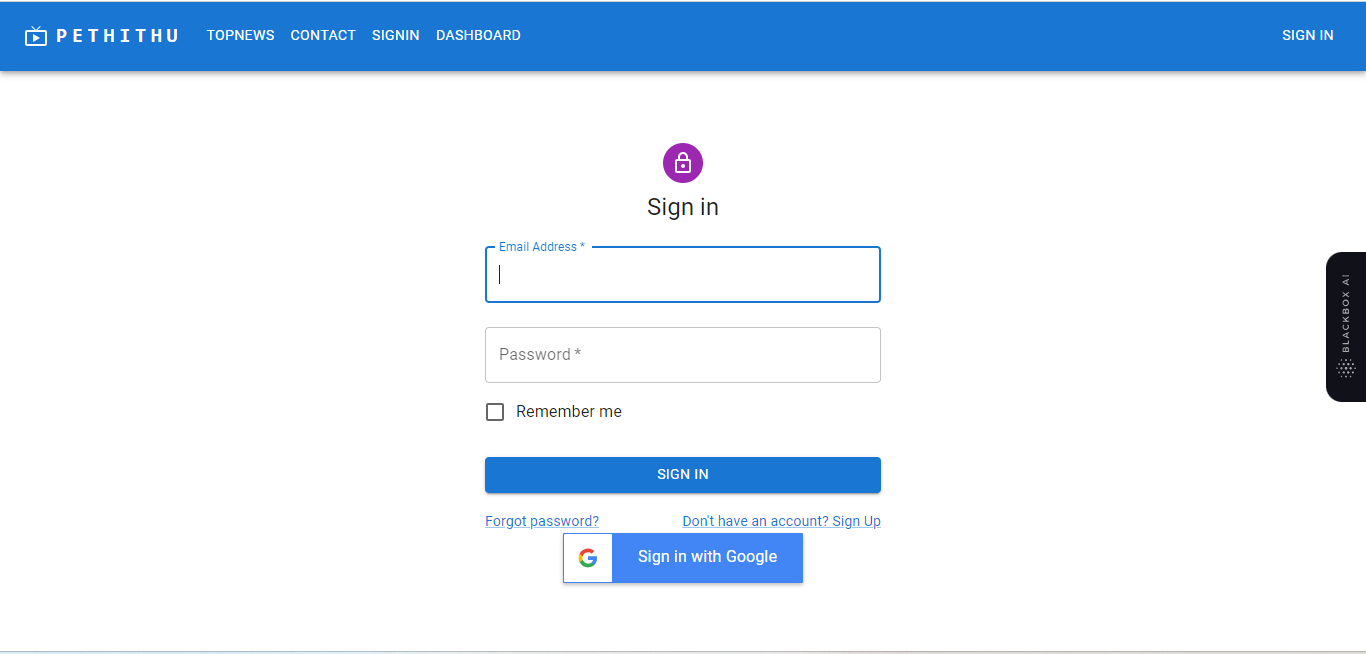 PETHITHU TOPNEWS CONTACT SIGNIN DASHBOARD SIGN IN
Sign in
Email Address *
Password *
Remember me
SIGN IN
Forgot password? Don't have an account? Sign Up
Sign in with Google
BLACKBOX AI